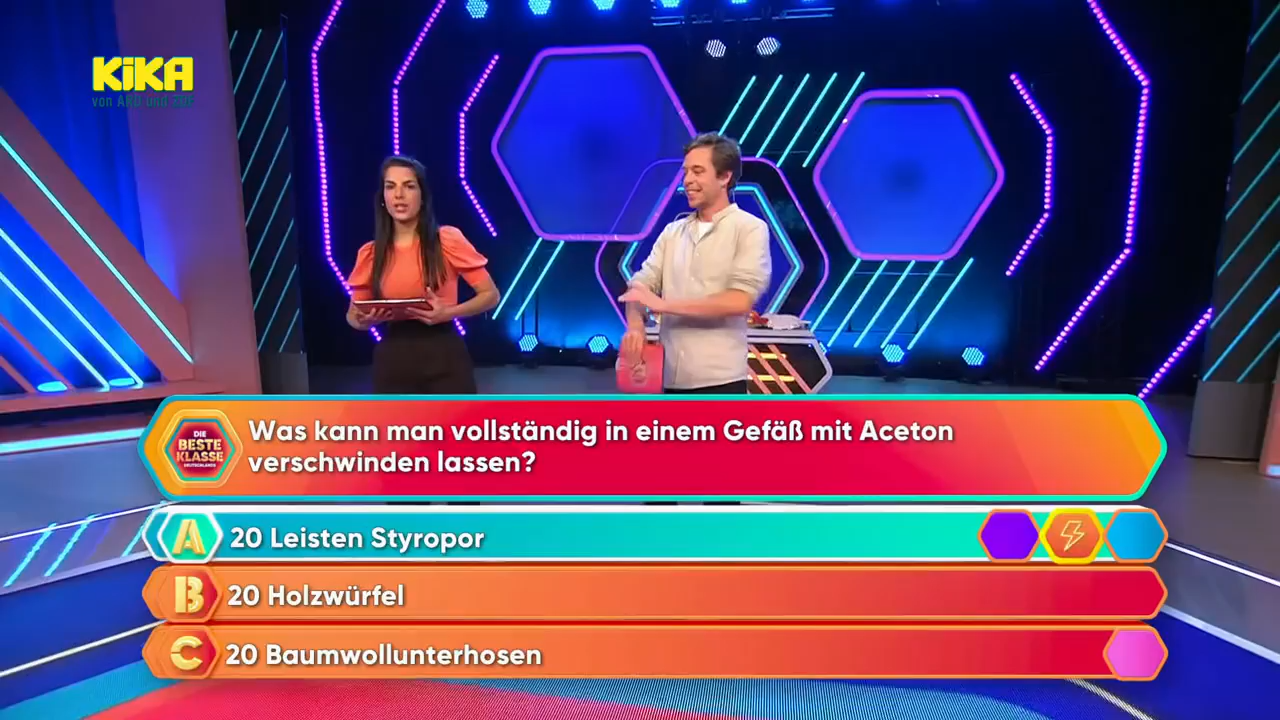 KiKA
von ARD und ZDF
DIE
BESTE
KLASSE
DEUTSCHLANDS
Was kann man vollständig in einem Gefäß mit Aceton
verschwinden lassen?
A 20 Leisten Styropor
B 20 Holzwürfel
C 20 Baumwollunterhosen